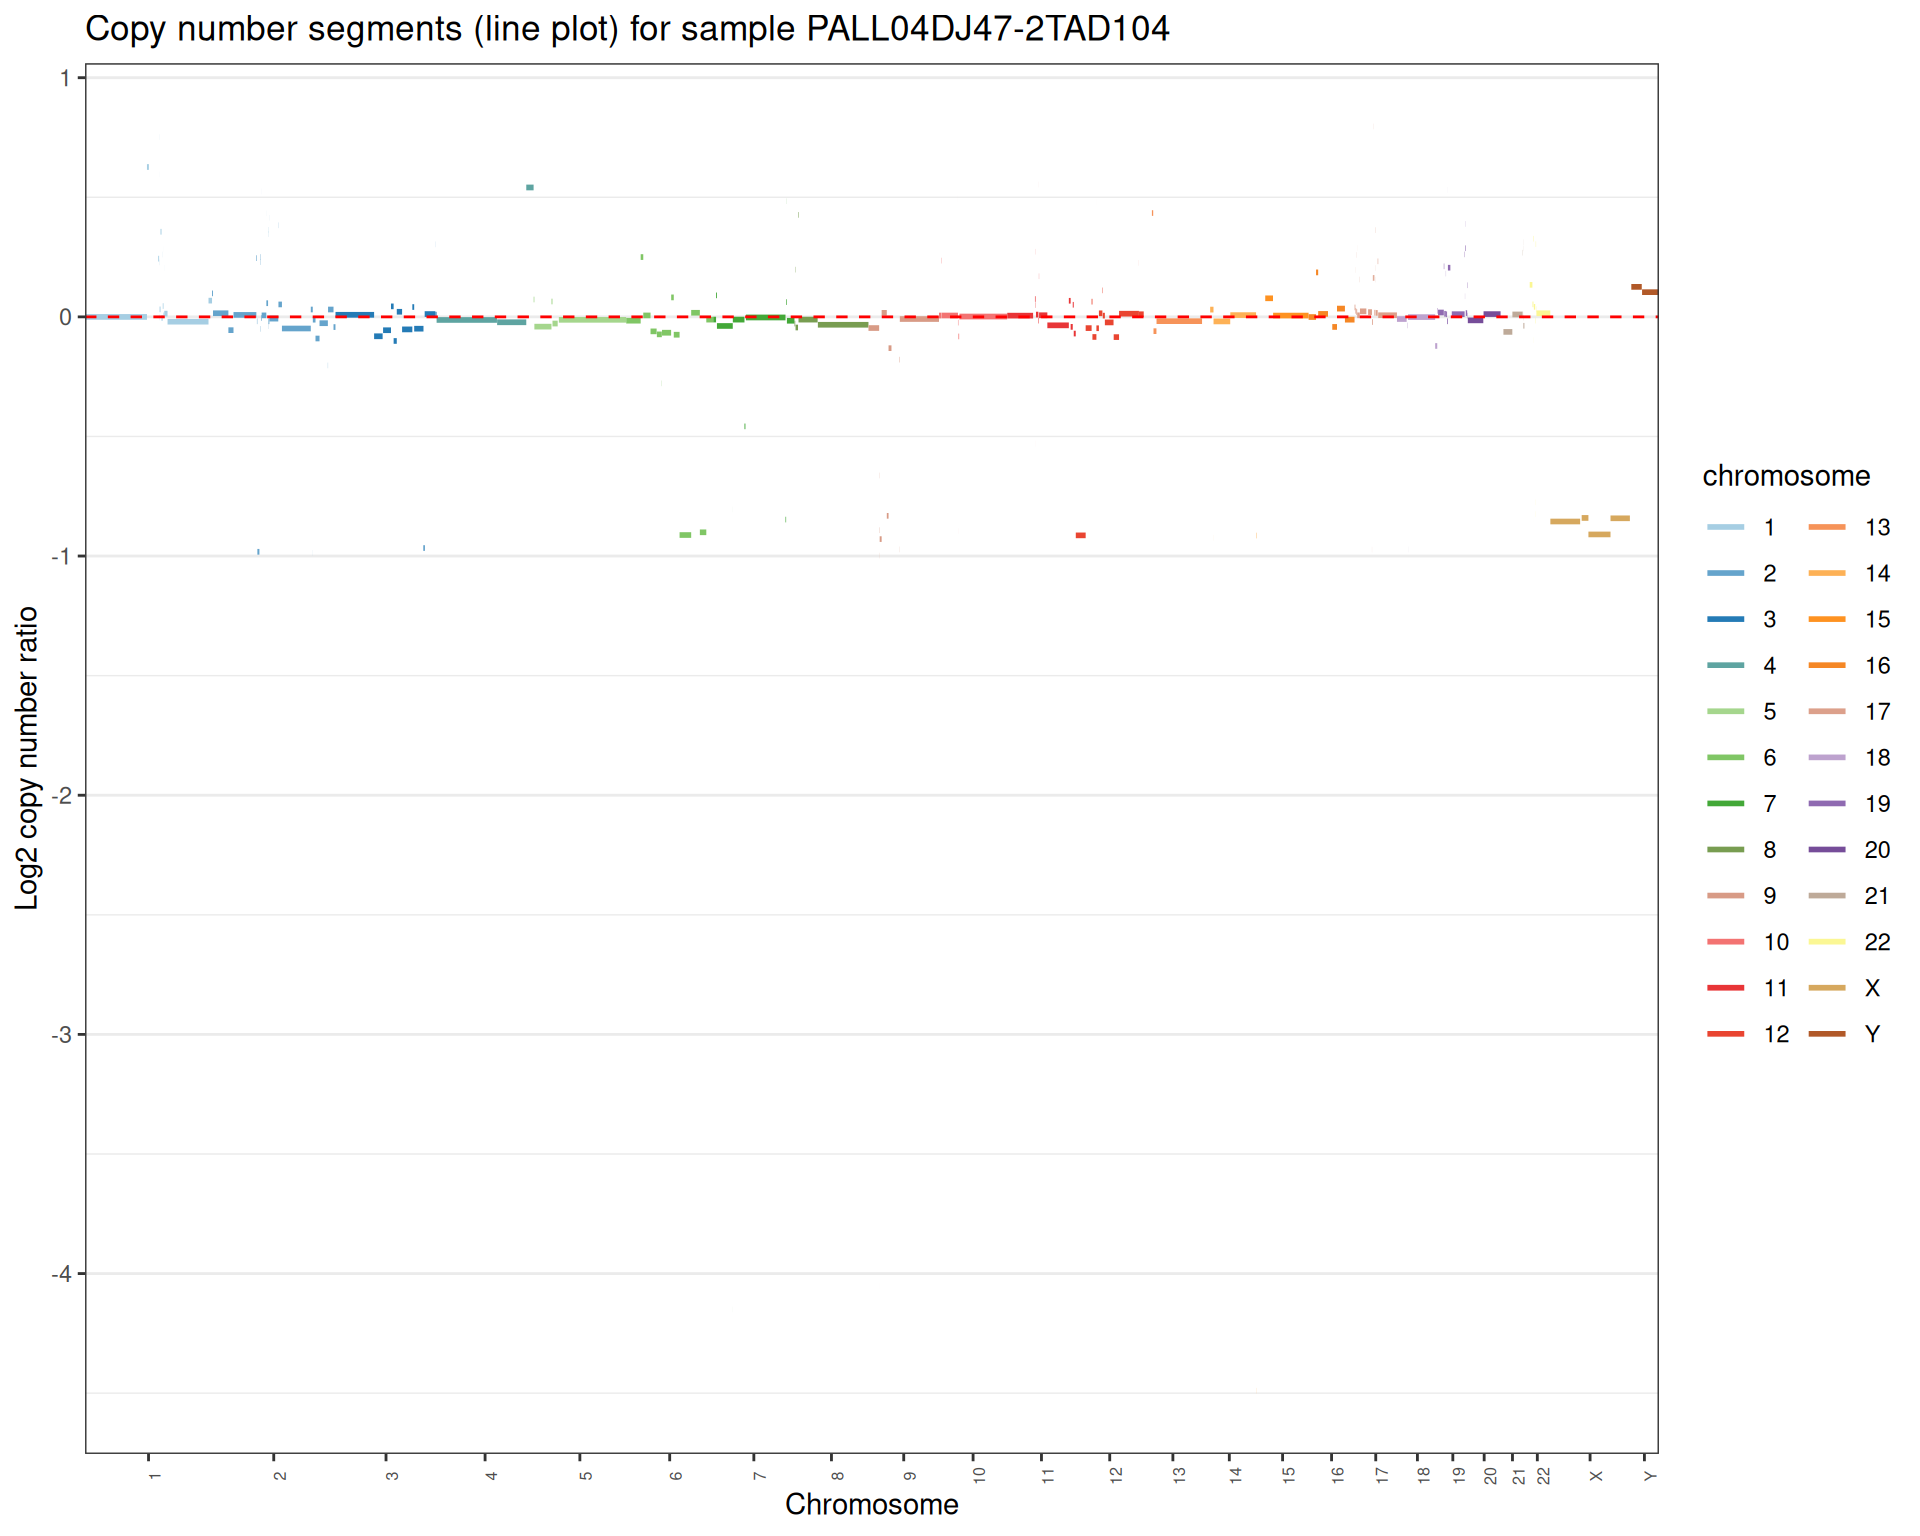 Copy number segments (line plot) for sample PALL04DJ47-2TAD104
1
0
-1
-2
-3
-4
Log2 copy number ratio
1 2 3 4 5 6 7 8 9 10 11 12 13 14 15 16 17 18 19 20 21 22 X Y
Chromosome
chromosome
1 13
2 14
3 15
4 16
5 17
6 18
7 19
8 20
9 21
10 22
11 X
12 Y